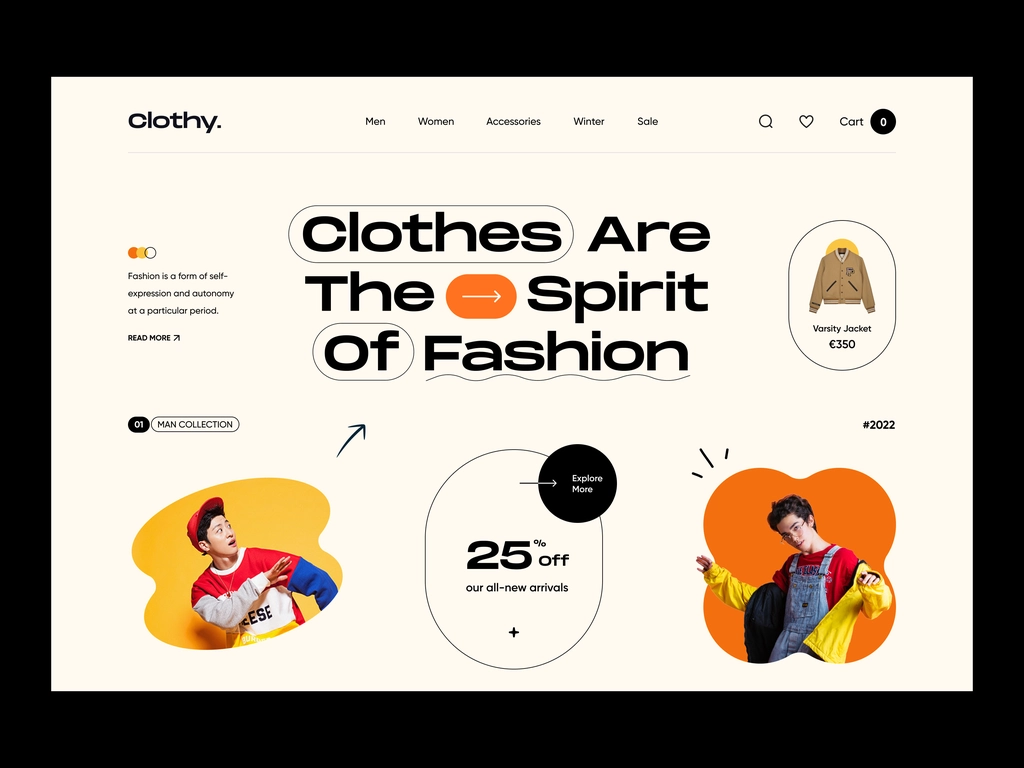 Clothy.
Men Women Accessories Winter Sale
Cart 0
Clothes Are
The Spirit
Of Fashion
Fashion is a form of self-
expression and autonomy
at a particular period.
READ MORE
Varsity Jacket
€350
01 MAN COLLECTION
#2022
Explore
More
25% Off
our all-new arrivals
+